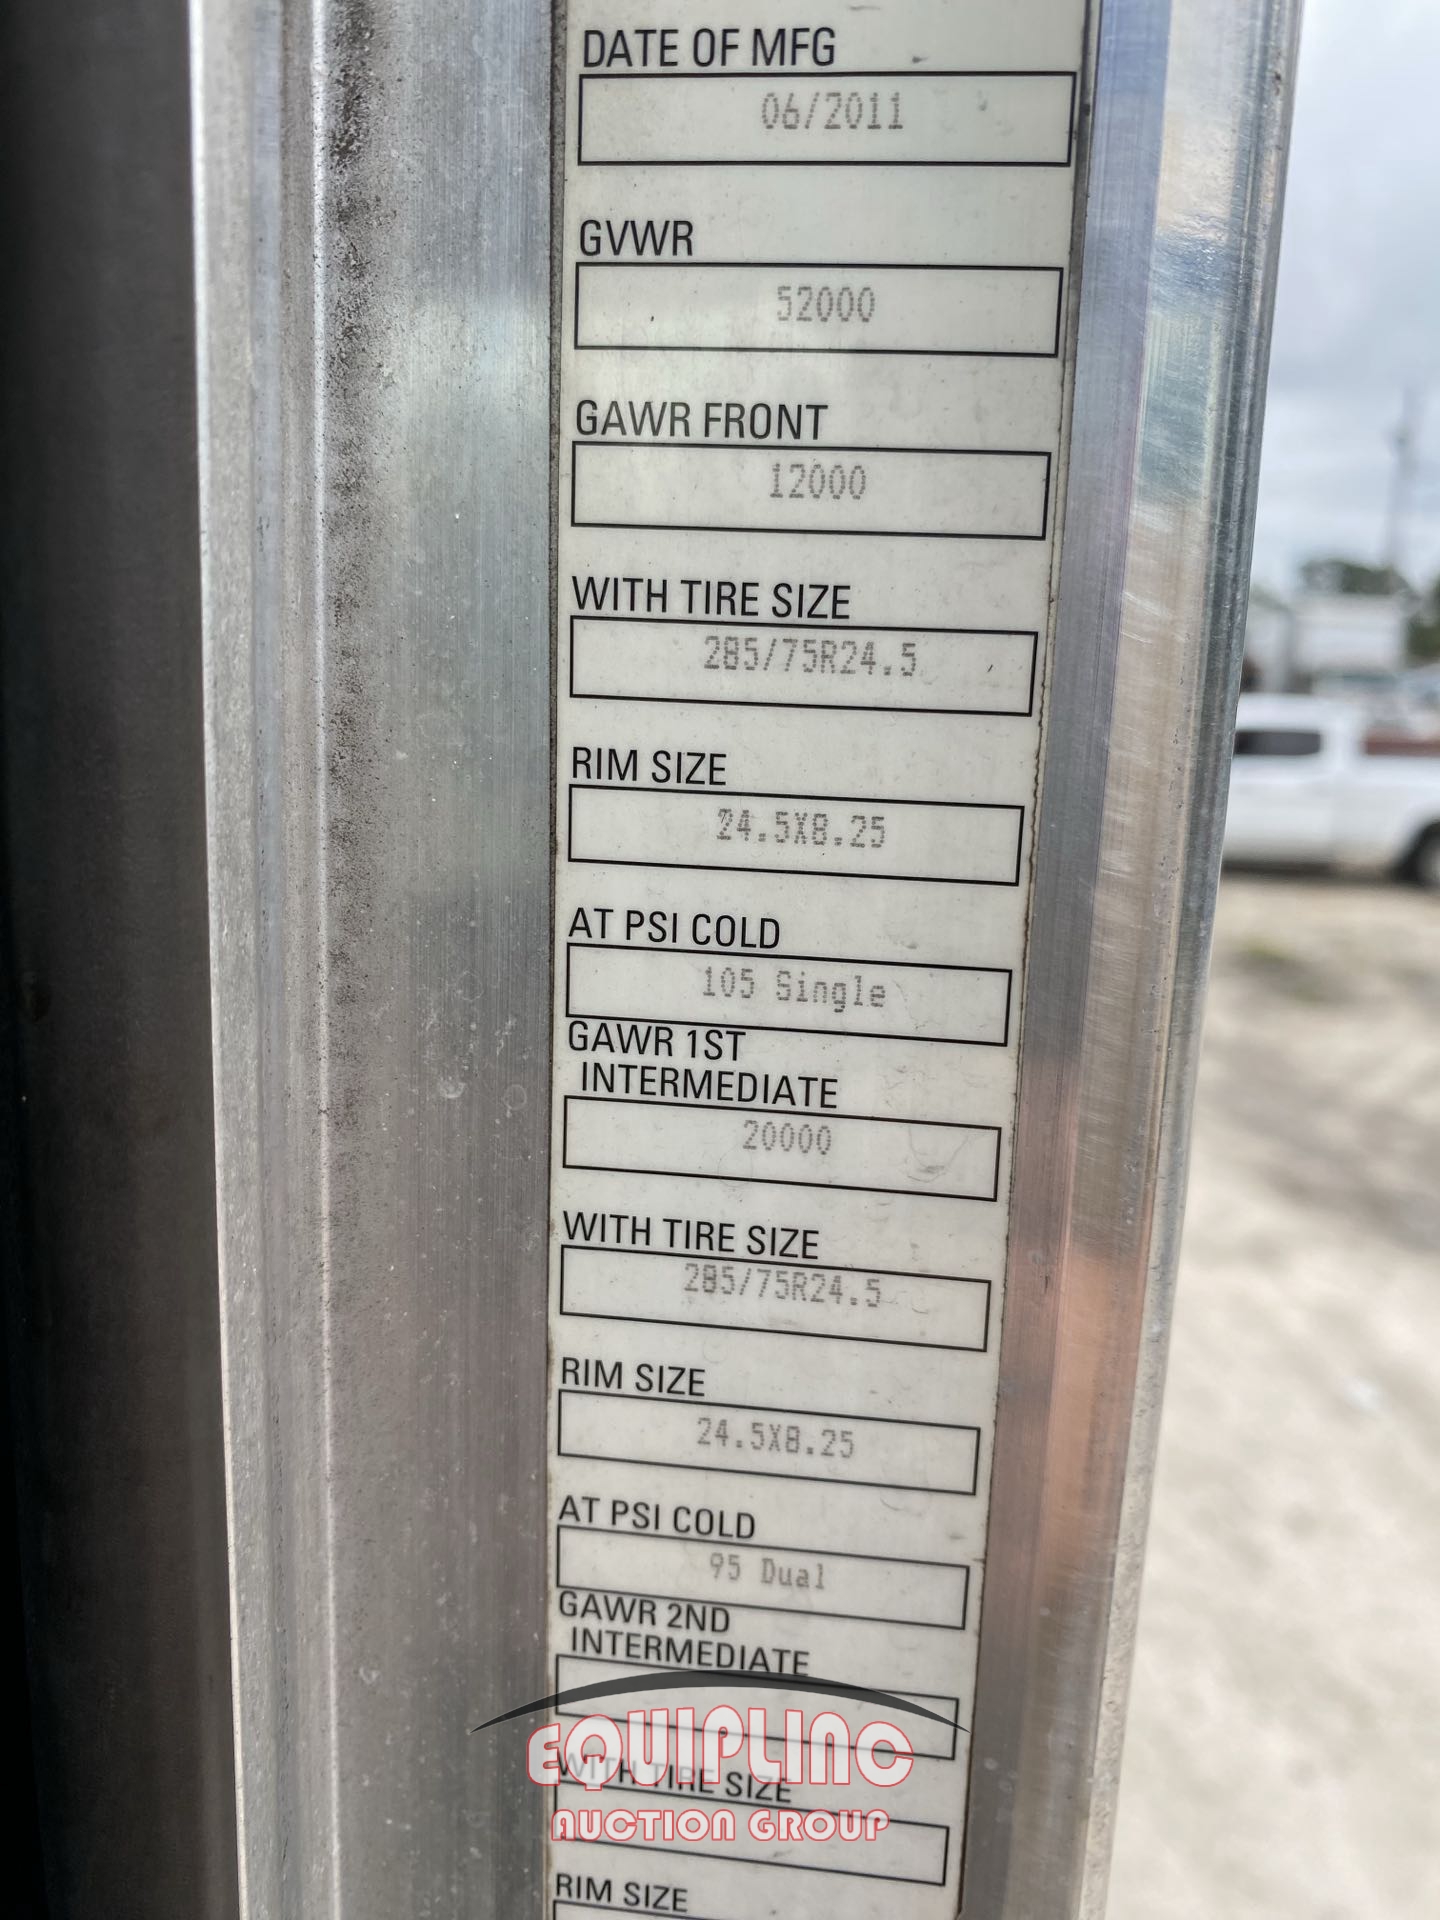 DATE OF MFG
06/2011
GVWR
52000
GAWR FRONT
12000
WITH TIRE SIZE
285/75R24.5
RIM SIZE
24.5X8.25
AT PSI COLD
105 Single
GAWR 1ST
INTERMEDIATE
20000
WITH TIRE SIZE
285/75R24.5
RIM SIZE
24.5X8.25
AT PSI COLD
95 Dual
GAWR 2ND
INTERMEDIATE
EQUIPLINC
WITH TIRE SIZE
AUCTION GROUP
RIM SIZE